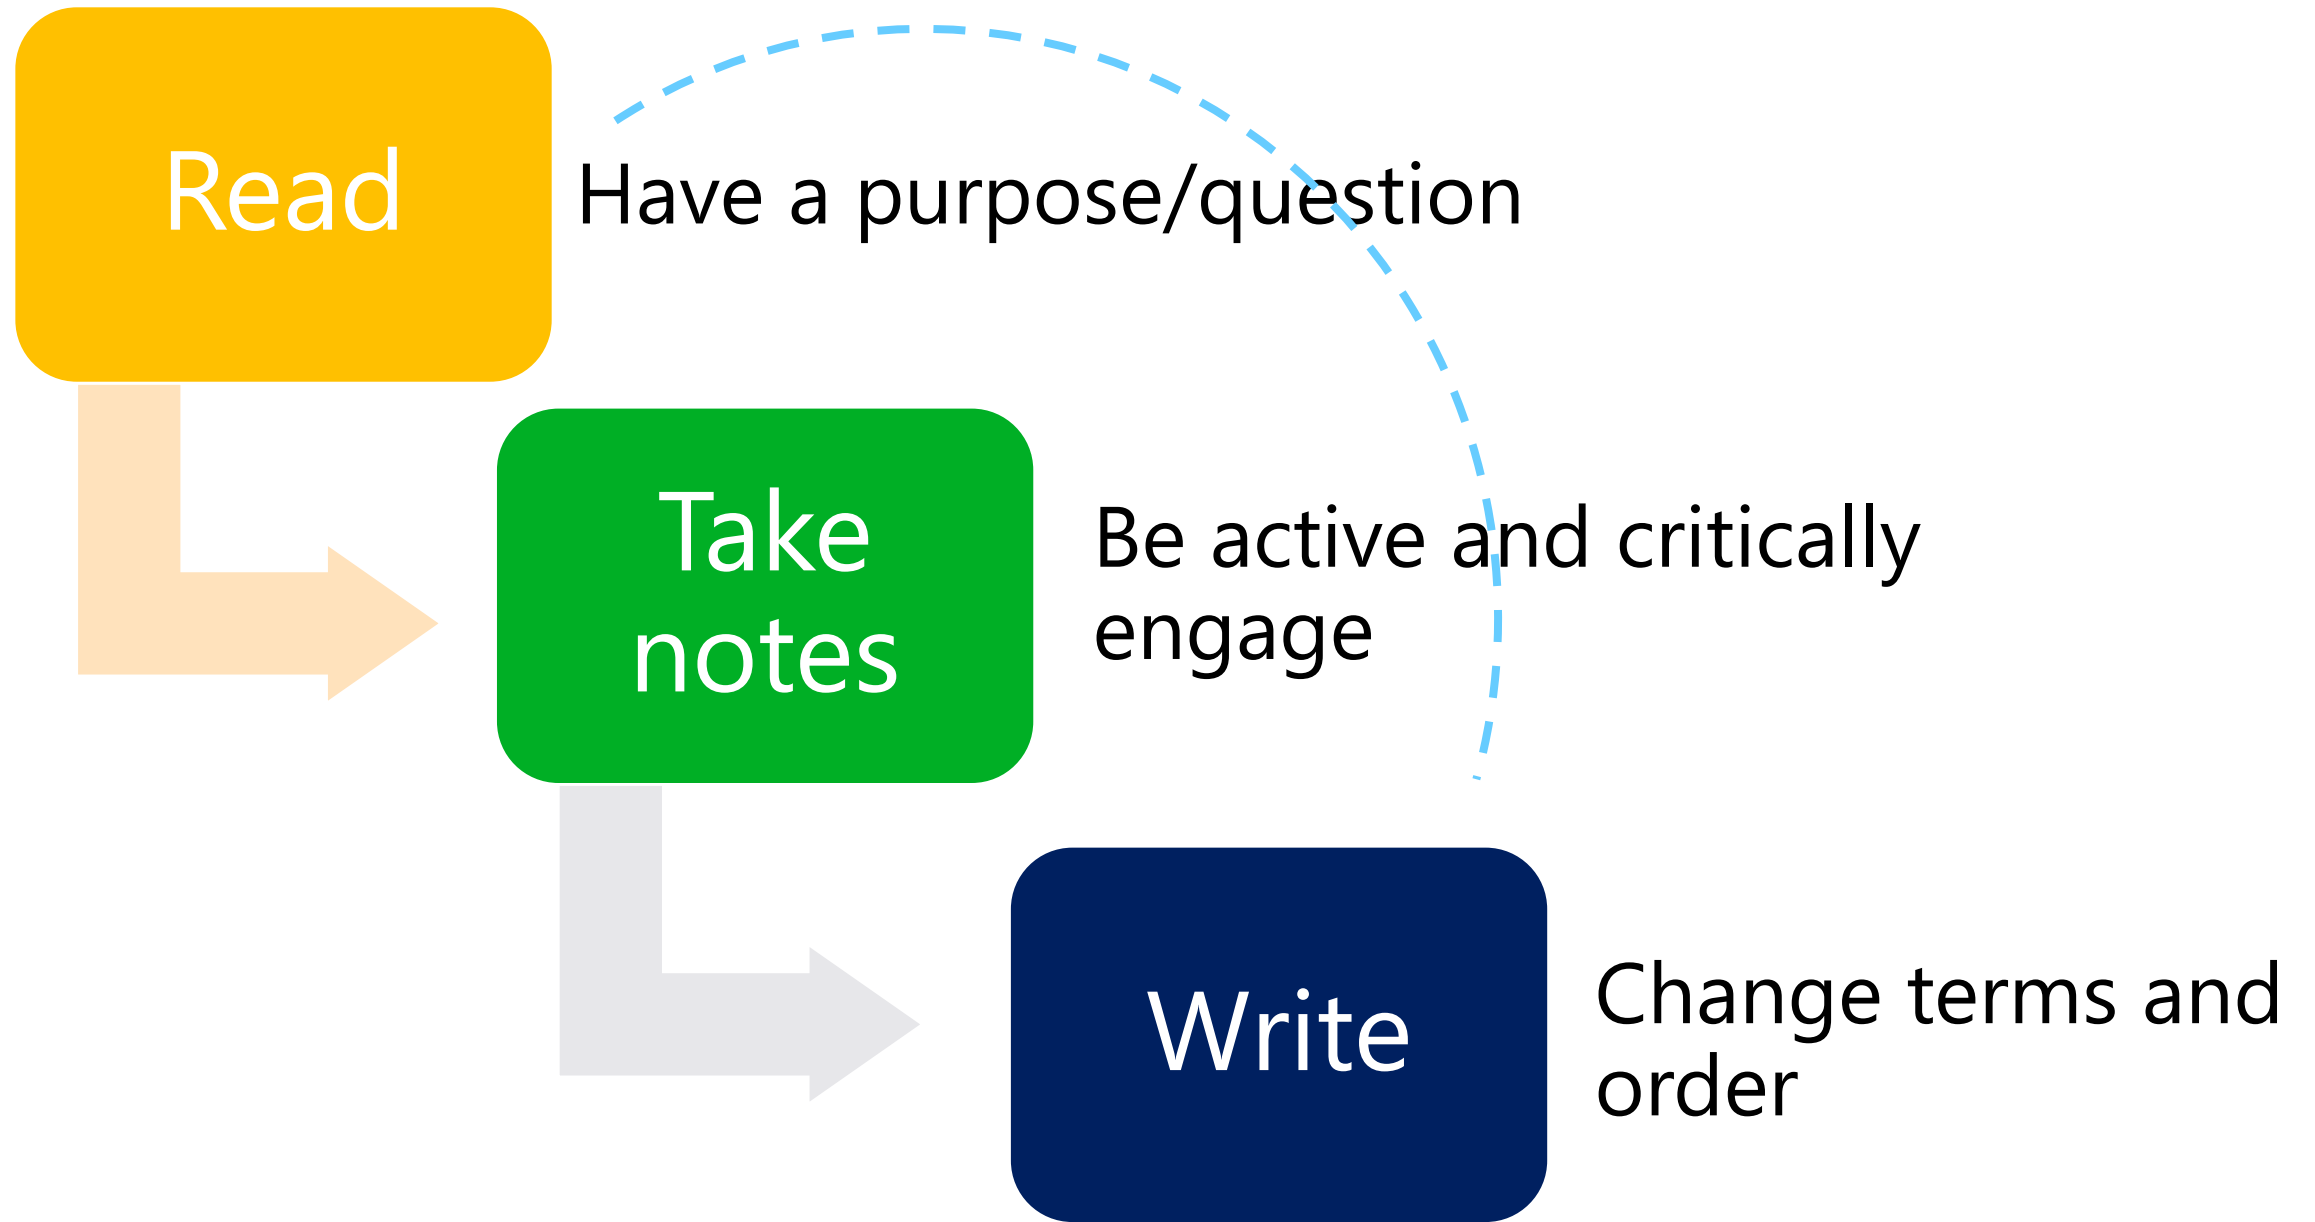 Read
Have a purpose/question
Take
notes
Be active and critically
engage
Write
Change terms and
order